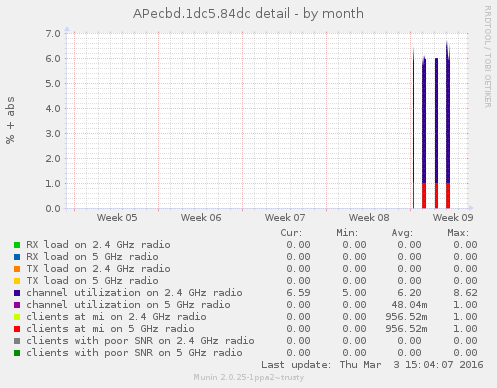 APecbd.1dc5.84dc detail - by month
RRDTOOL / TOBI OETIKER
% + abs
7.0
6.0
5.0
4.0
3.0
2.0
1.0
0.0
Week 05 Week 06 Week 07 Week 08 Week 09
Cur: Min: Avg: Max:
RX load on 2.4 GHz radio 0.00 0.00 0.00 0.00
RX load on 5 GHz radio 0.00 0.00 0.00 0.00
TX load on 2.4 GHz radio 0.00 0.00 0.00 0.00
TX load on 5 GHz radio 0.00 0.00 0.00 0.00
channel utilization on 2.4 GHz radio 6.59 5.00 6.20 8.62
channel utilization on 5 GHz radio 0.00 0.00 48.04m 1.00
clients at mi on 2.4 GHz radio 0.00 0.00 956.52m 1.00
clients at mi on 5 GHz radio 0.00 0.00 956.52m 1.00
clients with poor SNR on 2.4 GHz radio 0.00 0.00 0.00 0.00
clients with poor SNR on 5 GHz radio 0.00 0.00 0.00 0.00
Last update: Thu Mar 3 15:04:07 2016
Munin 2.0.25-1ppa2~trusty